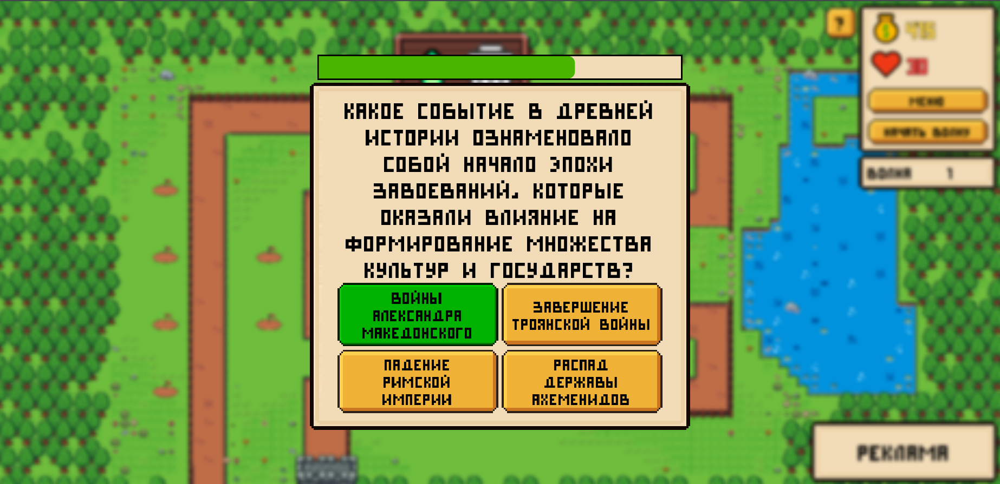 ?
475
30
МЕНЮ
НАЧАТЬ ВОЛНУ
ВОЛНА 1
КАКОЕ СОБЫТИЕ В ДРЕВНЕЙ
ИСТОРИИ ОЗНАМЕНОВАЛО
СОБОЙ НАЧАЛО ЭПОХИ
ЗАВОЕВАНИЙ, КОТОРЫЕ
ОКАЗАЛИ ВЛИЯНИЕ НА
ФОРМИРОВАНИЕ МНОЖЕСТВА
КУЛЬТУР И ГОСУДАРСТВ?
ВОЙНЫ
АЛЕКСАНДРА
МАКЕДОНСКОГО
ЗАВЕРШЕНИЕ
ТРОЯНСКОЙ ВОЙНЫ
ПАДЕНИЕ
РИМСКОЙ
ИМПЕРИИ
РАСПАД
ДЕРЖАВЫ
АХЕМЕНИДОВ
РЕКЛАМА